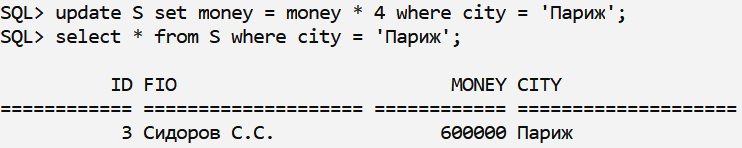 SQL> update S set money = money * 4 where city = 'Париж';
SQL> select * from S where city = 'Париж';
ID FIO MONEY CITY
============ ==================== ============ ====================
3 Сидоров С.С. 600000 Париж